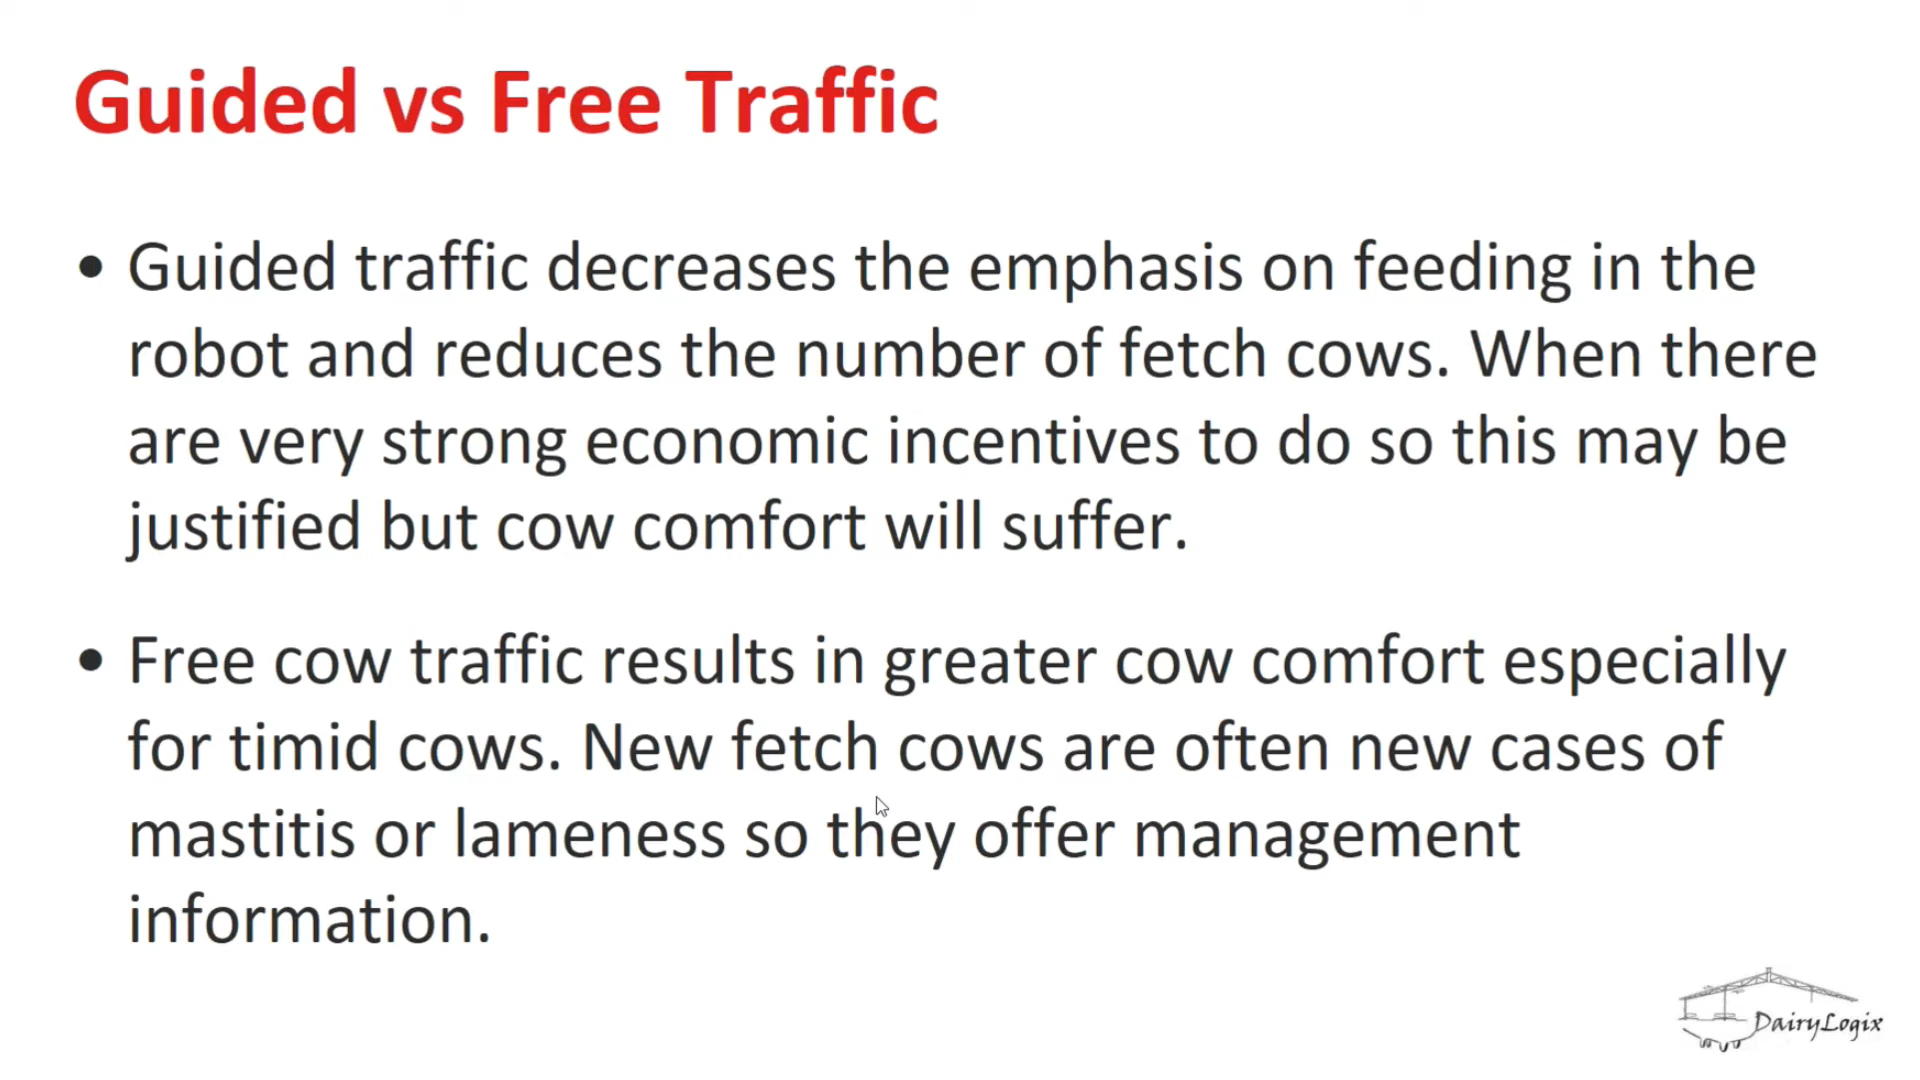 Guided vs Free Traffic
• Guided traffic decreases the emphasis on feeding in the
robot and reduces the number of fetch cows. When there
are very strong economic incentives to do so this may be
justified but cow comfort will suffer.
• Free cow traffic results in greater cow comfort especially
for timid cows. New fetch cows are often new cases of
mastitis or lameness so they offer management
information.
DairyLogix